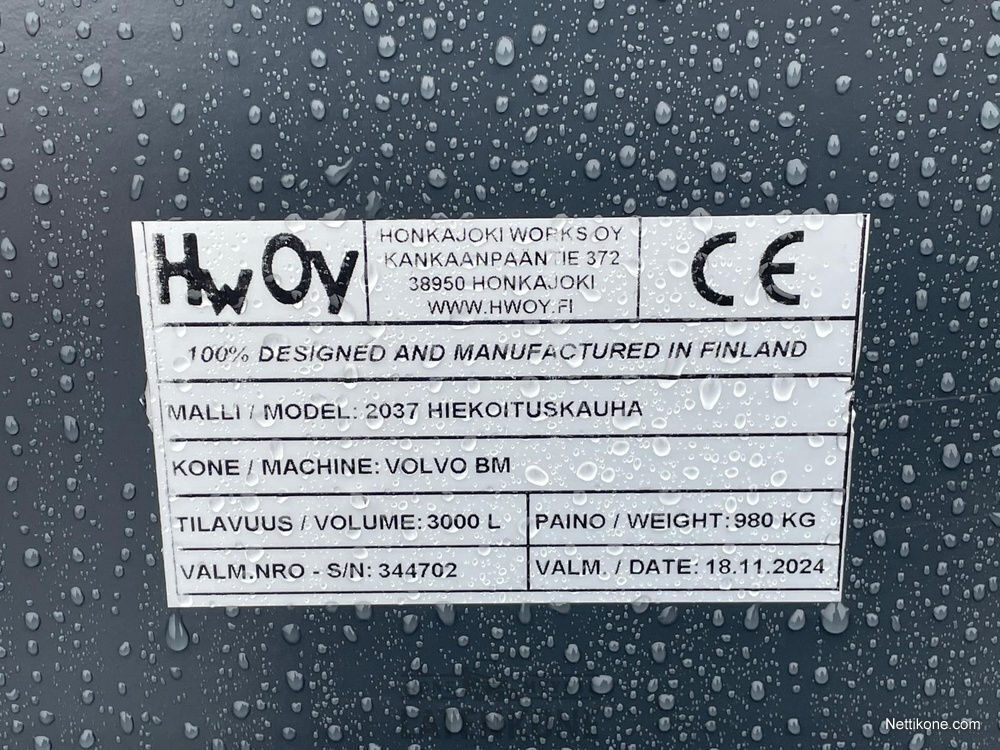 HWOY
HONKAJOKI WORKS OY
KANKAANPAANTIE 372
38950 HONKAJOKI
WWW.HWOY.FI
CE
100% DESIGNED AND MANUFACTURED IN FINLAND
MALLI / MODEL: 2037 HIEKOITUSKAUHA
KONE / MACHINE: VOLVO BM
TILAVUUS / VOLUME: 3000 L
PAINO / WEIGHT: 980 KG
VALM.NRO - S/N: 344702
VALM. / DATE: 18.11.2024
Nettikone.com